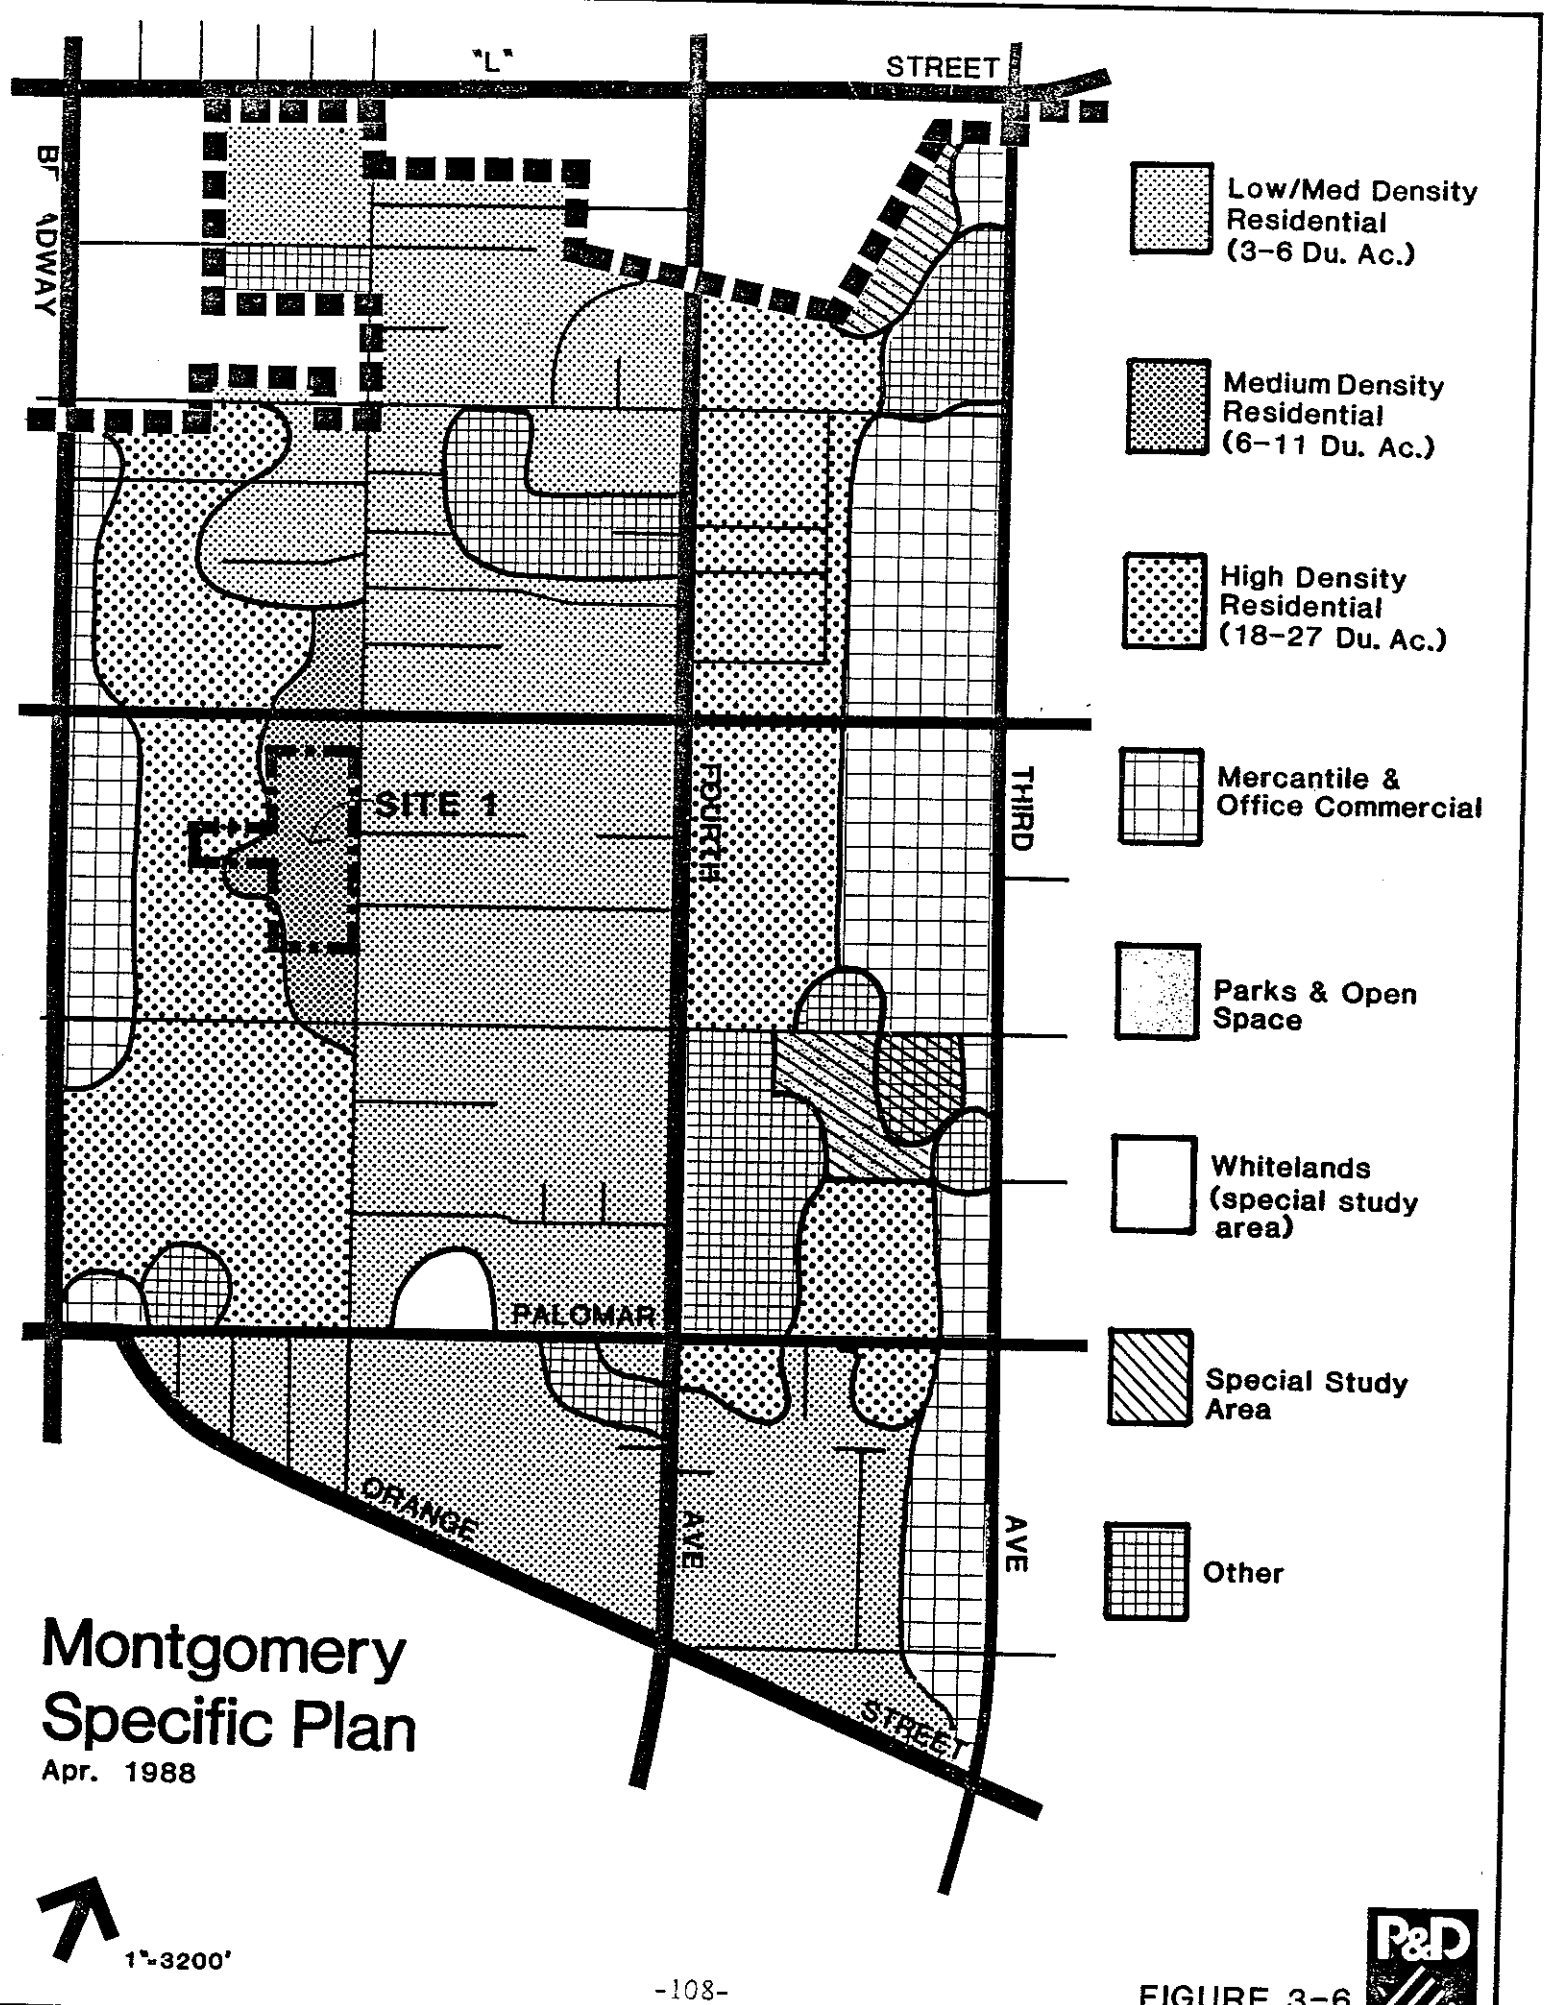 "L"
STREET
BR ADWAY
Low/Med Density
Residential
(3-6 Du. Ac.)
Medium Density
Residential
(6-11 Du. Ac.)
High Density
Residential
(18-27 Du. Ac.)
SITE 1
FOURTH
THIRD
Mercantile &
Office Commercial
Parks & Open
Space
Whitelands
(special study
area)
PALOMAR
Special Study
Area
ORANGE
AVE
AVE
Other
STREET
Montgomery
Specific Plan
Apr. 1988
1"=3200'
-108-
FIGURE 3-6
P&D